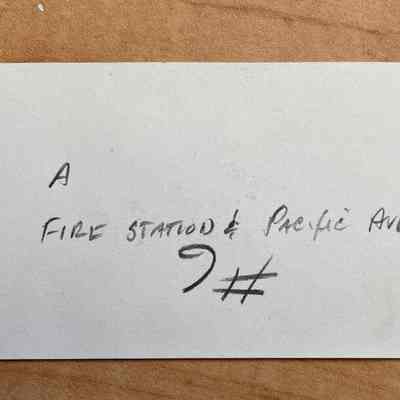 A
FIRE STATION & PACIFIC AVE
9#